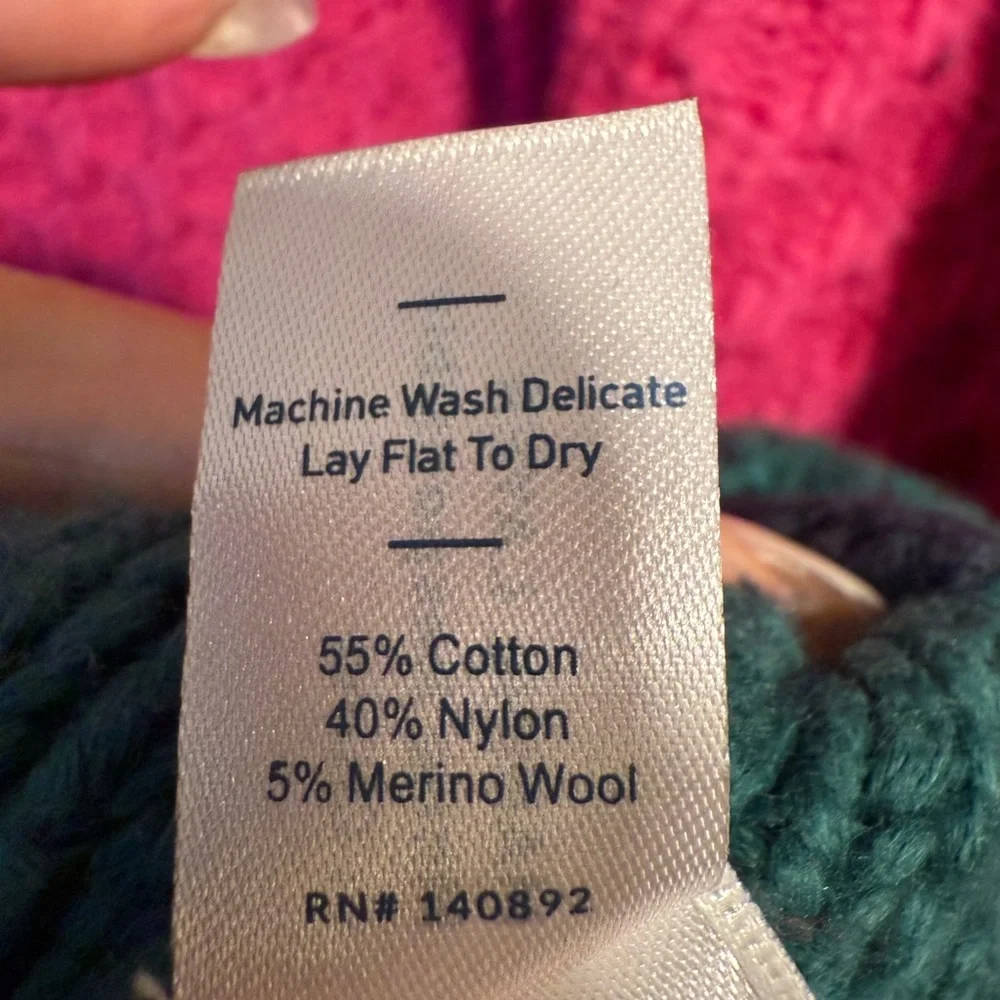 Machine Wash Delicate
Lay Flat To Dry
55% Cotton
40% Nylon
5% Merino Wool
RN# 140892